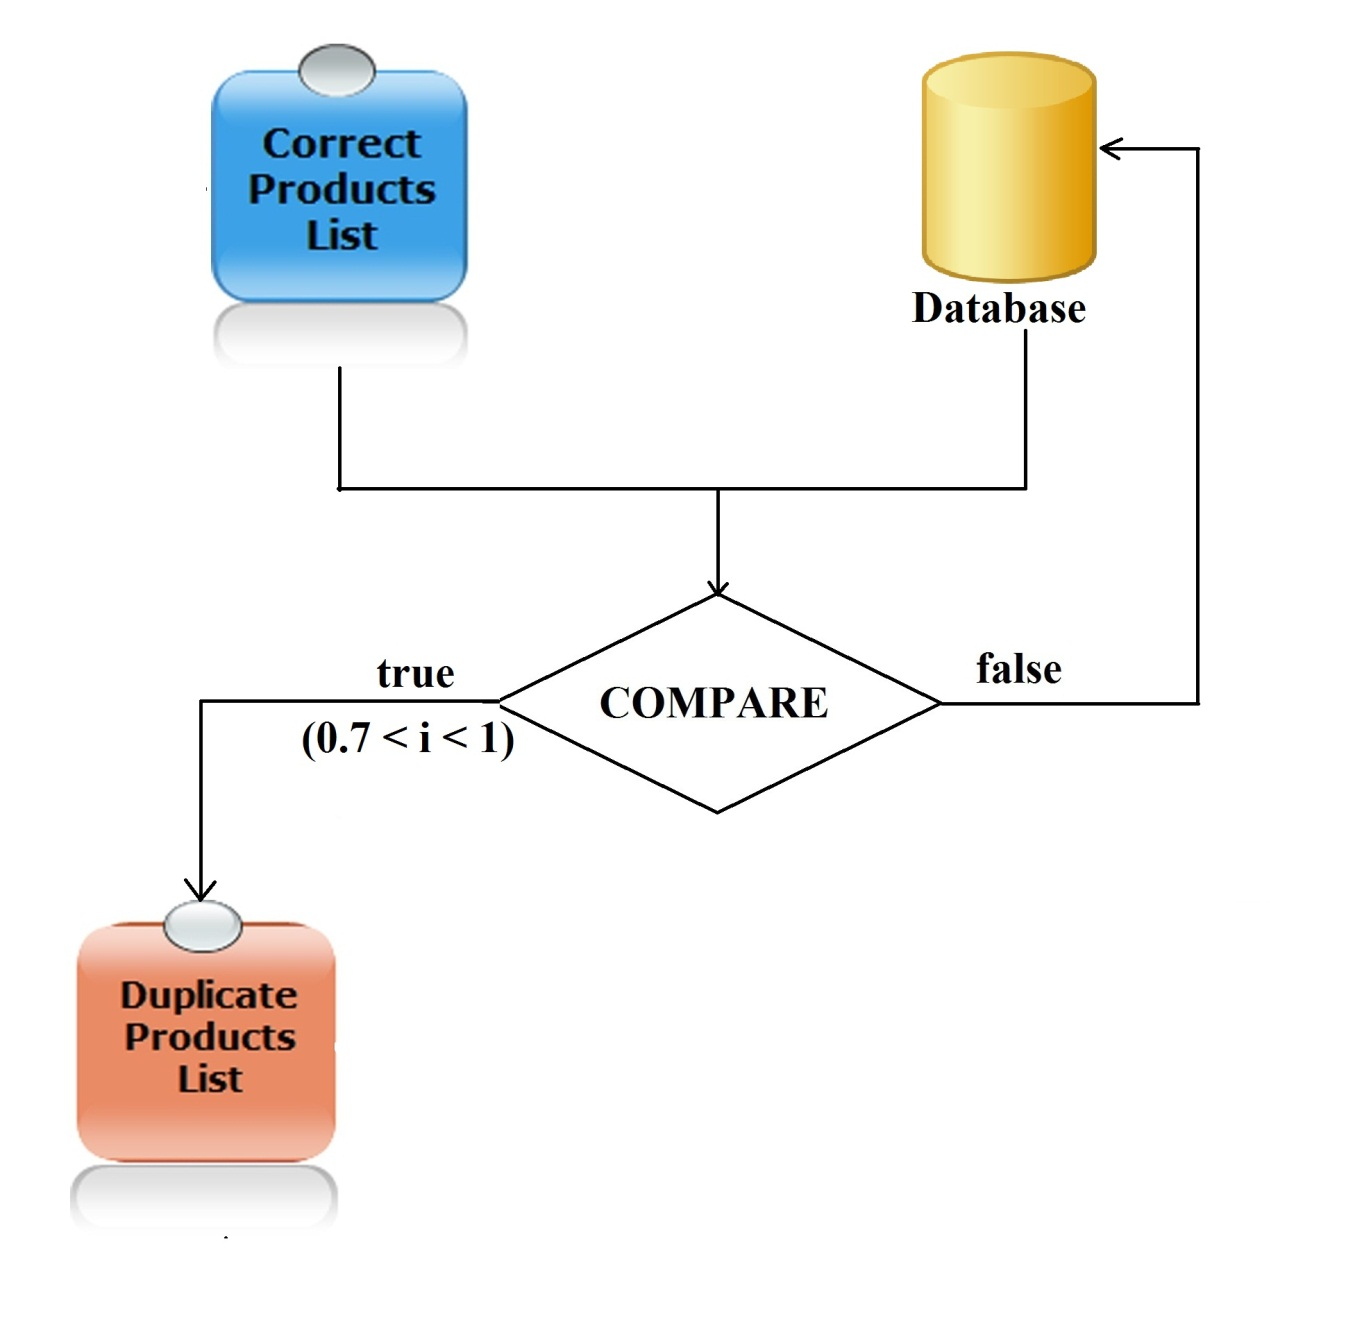 Correct
Products
List
Database
true
false
COMPARE
(0.7 < i < 1)
Duplicate
Products
List